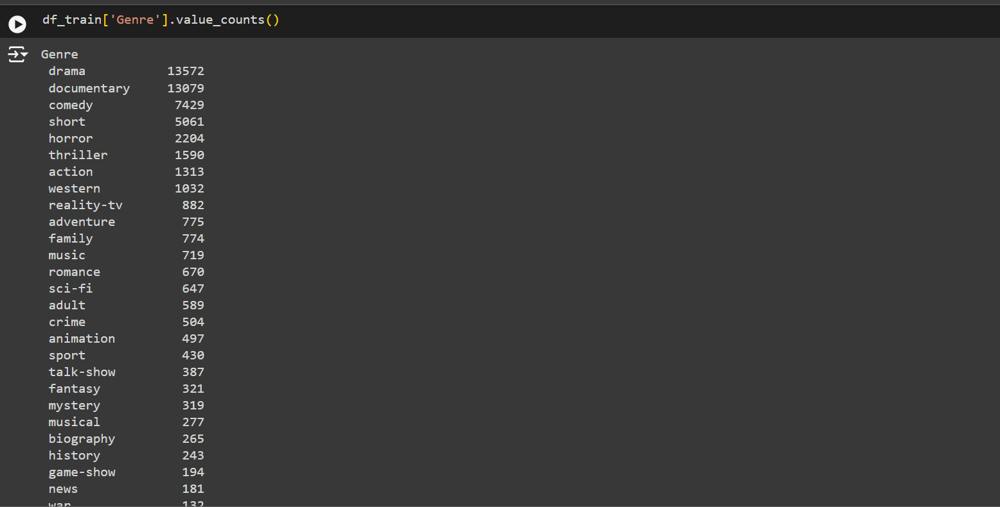 df_train['Genre'].value_counts()
Genre
drama 13572
documentary 13079
comedy 7429
short 5061
horror 2204
thriller 1590
action 1313
western 1032
reality-tv 882
adventure 775
family 774
music 719
romance 670
sci-fi 647
adult 589
crime 504
animation 497
sport 430
talk-show 387
fantasy 321
mystery 319
musical 277
biography 265
history 243
game-show 194
news 181
war 132